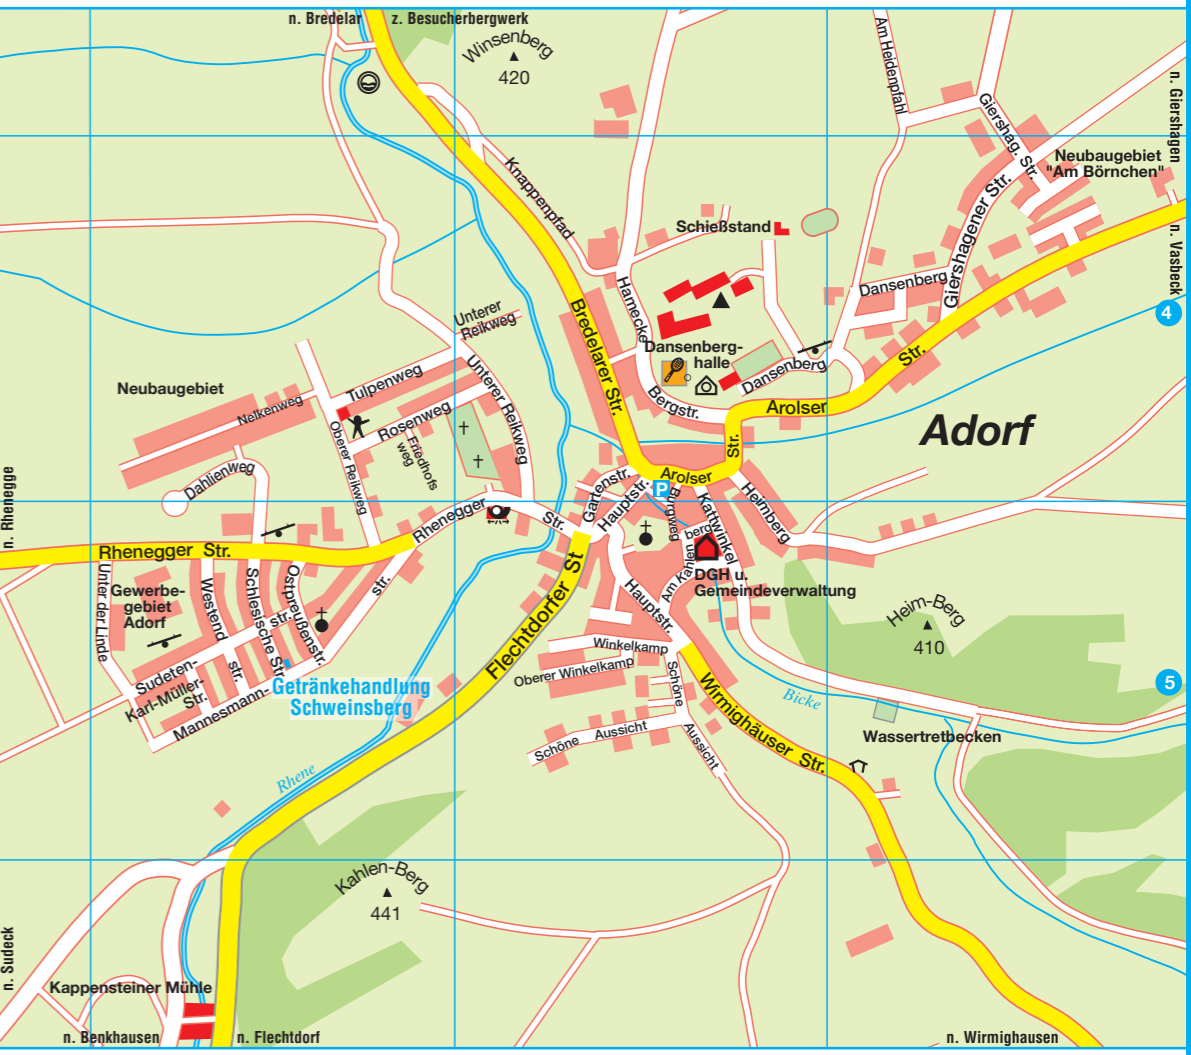 n. Bredelar
z. Besucherbergwerk
Winsenberg
420
Am Heidenpfahl
n. Giershagen
Giershag. Str.
Neubaugebiet
"Am Börnchen"
Knappenpfad
Schießstand
Giershagener Str.
n. Vasbeck
Dansenberg
4
Hamecke
Unterer
Reikweg
Bredelarer Str.
Dansenberg-
halle
Dansenberg
Str.
Neubaugebiet
Tulpenweg
Unterer Reikweg
Nelkenweg
Rosenweg
Bergstr.
Arolser
Adorf
Oberer Reikweg
Friedhofs
weg
Str.
n. Rhenegge
Dahlienweg
Gartenstr.
Arolser
P
Hauptstr.
Burgweg
Kattwinkel
Heimberg
Rhenegger
Str.
Rhenegger Str.
berg
Am Kahlen
DGH u.
Gemeindeverwaltung
Unter der Linde
Gewerbe-
gebiet
Adorf
Westend
str.
Schlesische Str.
Ostpreußenstr.
str.
Flechtdorfer St
Hauptstr.
Heim-Berg
410
Sudeten-
str.
Karl-Müller-
Str.
Mannesmann-
Winkelkamp
Oberer Winkelkamp
Getränkehandlung
Schweinsberg
Schöne
Aussicht
Wirmighäuser Str.
Bicke
5
Schöne Aussicht
Wassertretbecken
Rhene
Kahlen-Berg
441
n. Sudeck
Kappensteiner Mühle
n. Benkhausen
n. Flechtdorf
n. Wirmighausen